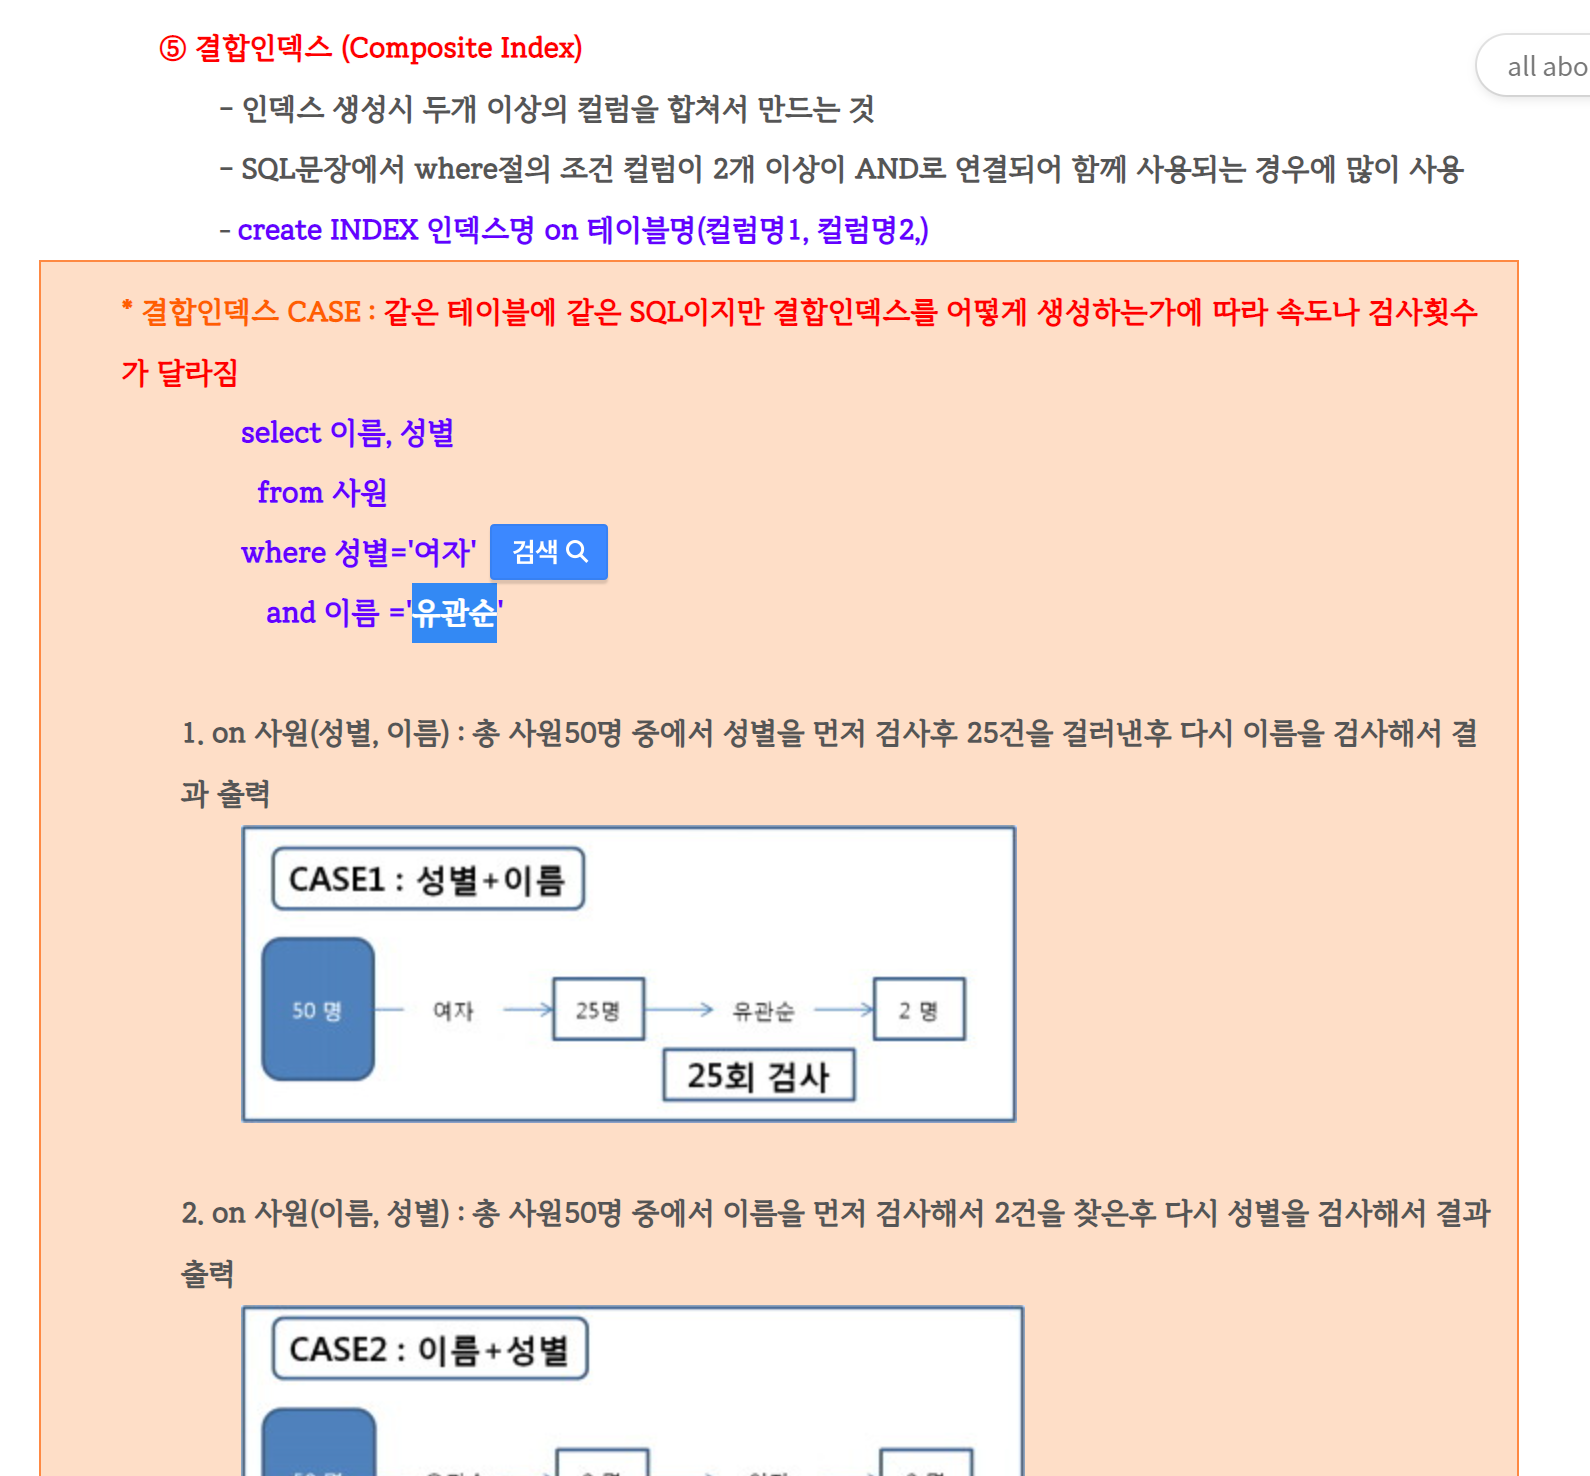 ⑤ 결합인덱스 (Composite Index)
all abo
- 인덱스 생성시 두개 이상의 컬럼을 합쳐서 만드는 것
- SQL문장에서 where절의 조건 컬럼이 2개 이상이 AND로 연결되어 함께 사용되는 경우에 많이 사용
- create INDEX 인덱스명 on 테이블명(컬럼명1, 컬럼명2,)
* 결합인덱스 CASE : 같은 테이블에 같은 SQL이지만 결합인덱스를 어떻게 생성하는가에 따라 속도나 검사횟수
가 달라짐
select 이름, 성별
from 사원
where 성별='여자' 검색
and 이름 ='유관순'
1. on 사원(성별, 이름) : 총 사원50명 중에서 성별을 먼저 검사후 25건을 걸러낸후 다시 이름을 검사해서 결
과 출력
CASE1 : 성별+이름
50 명 여자 25명 유관순 2 명
25회 검사
2. on 사원(이름, 성별) : 총 사원50명 중에서 이름을 먼저 검사해서 2건을 찾은후 다시 성별을 검사해서 결과
출력
CASE2 : 이름+성별